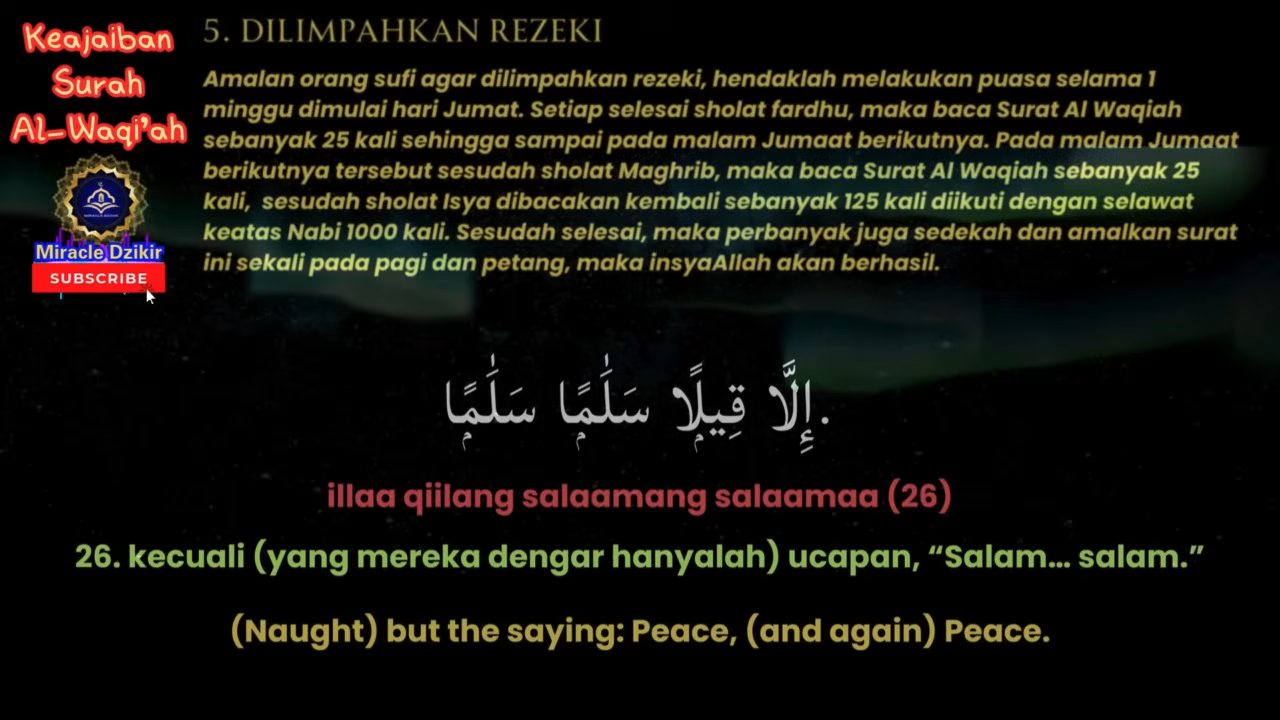 Keajaiban
Surah
Al-Waqi'ah
Miracle Dzikir
SUBSCRIBE
5. DILIMPAHKAN REZEKI
Amalan orang sufi agar dilimpahkan rezeki, hendaklah melakukan puasa selama 1
minggu dimulai hari Jumat. Setiap selesai sholat fardhu, maka baca Surat Al Waqiah
sebanyak 25 kali sehingga sampai pada malam Jumaat berikutnya. Pada malam Jumaat
berikutnya tersebut sesudah sholat Maghrib, maka baca Surat Al Waqiah sebanyak 25
kali, sesudah sholat Isya dibacakan kembali sebanyak 125 kali diikuti dengan selawat
keatas Nabi 1000 kali. Sesudah selesai, maka perbanyak juga sedekah dan amalkan surat
ini sekali pada pagi dan petang, maka insyaAllah akan berhasil.
.إِلَّا قِيلًۭا سَلَٰمًۭا سَلَٰمًۭا
illaa qiilang salaamang salaamaa (26)
26. kecuali (yang mereka dengar hanyalah) ucapan, “Salam... salam.”
(Naught) but the saying: Peace, (and again) Peace.